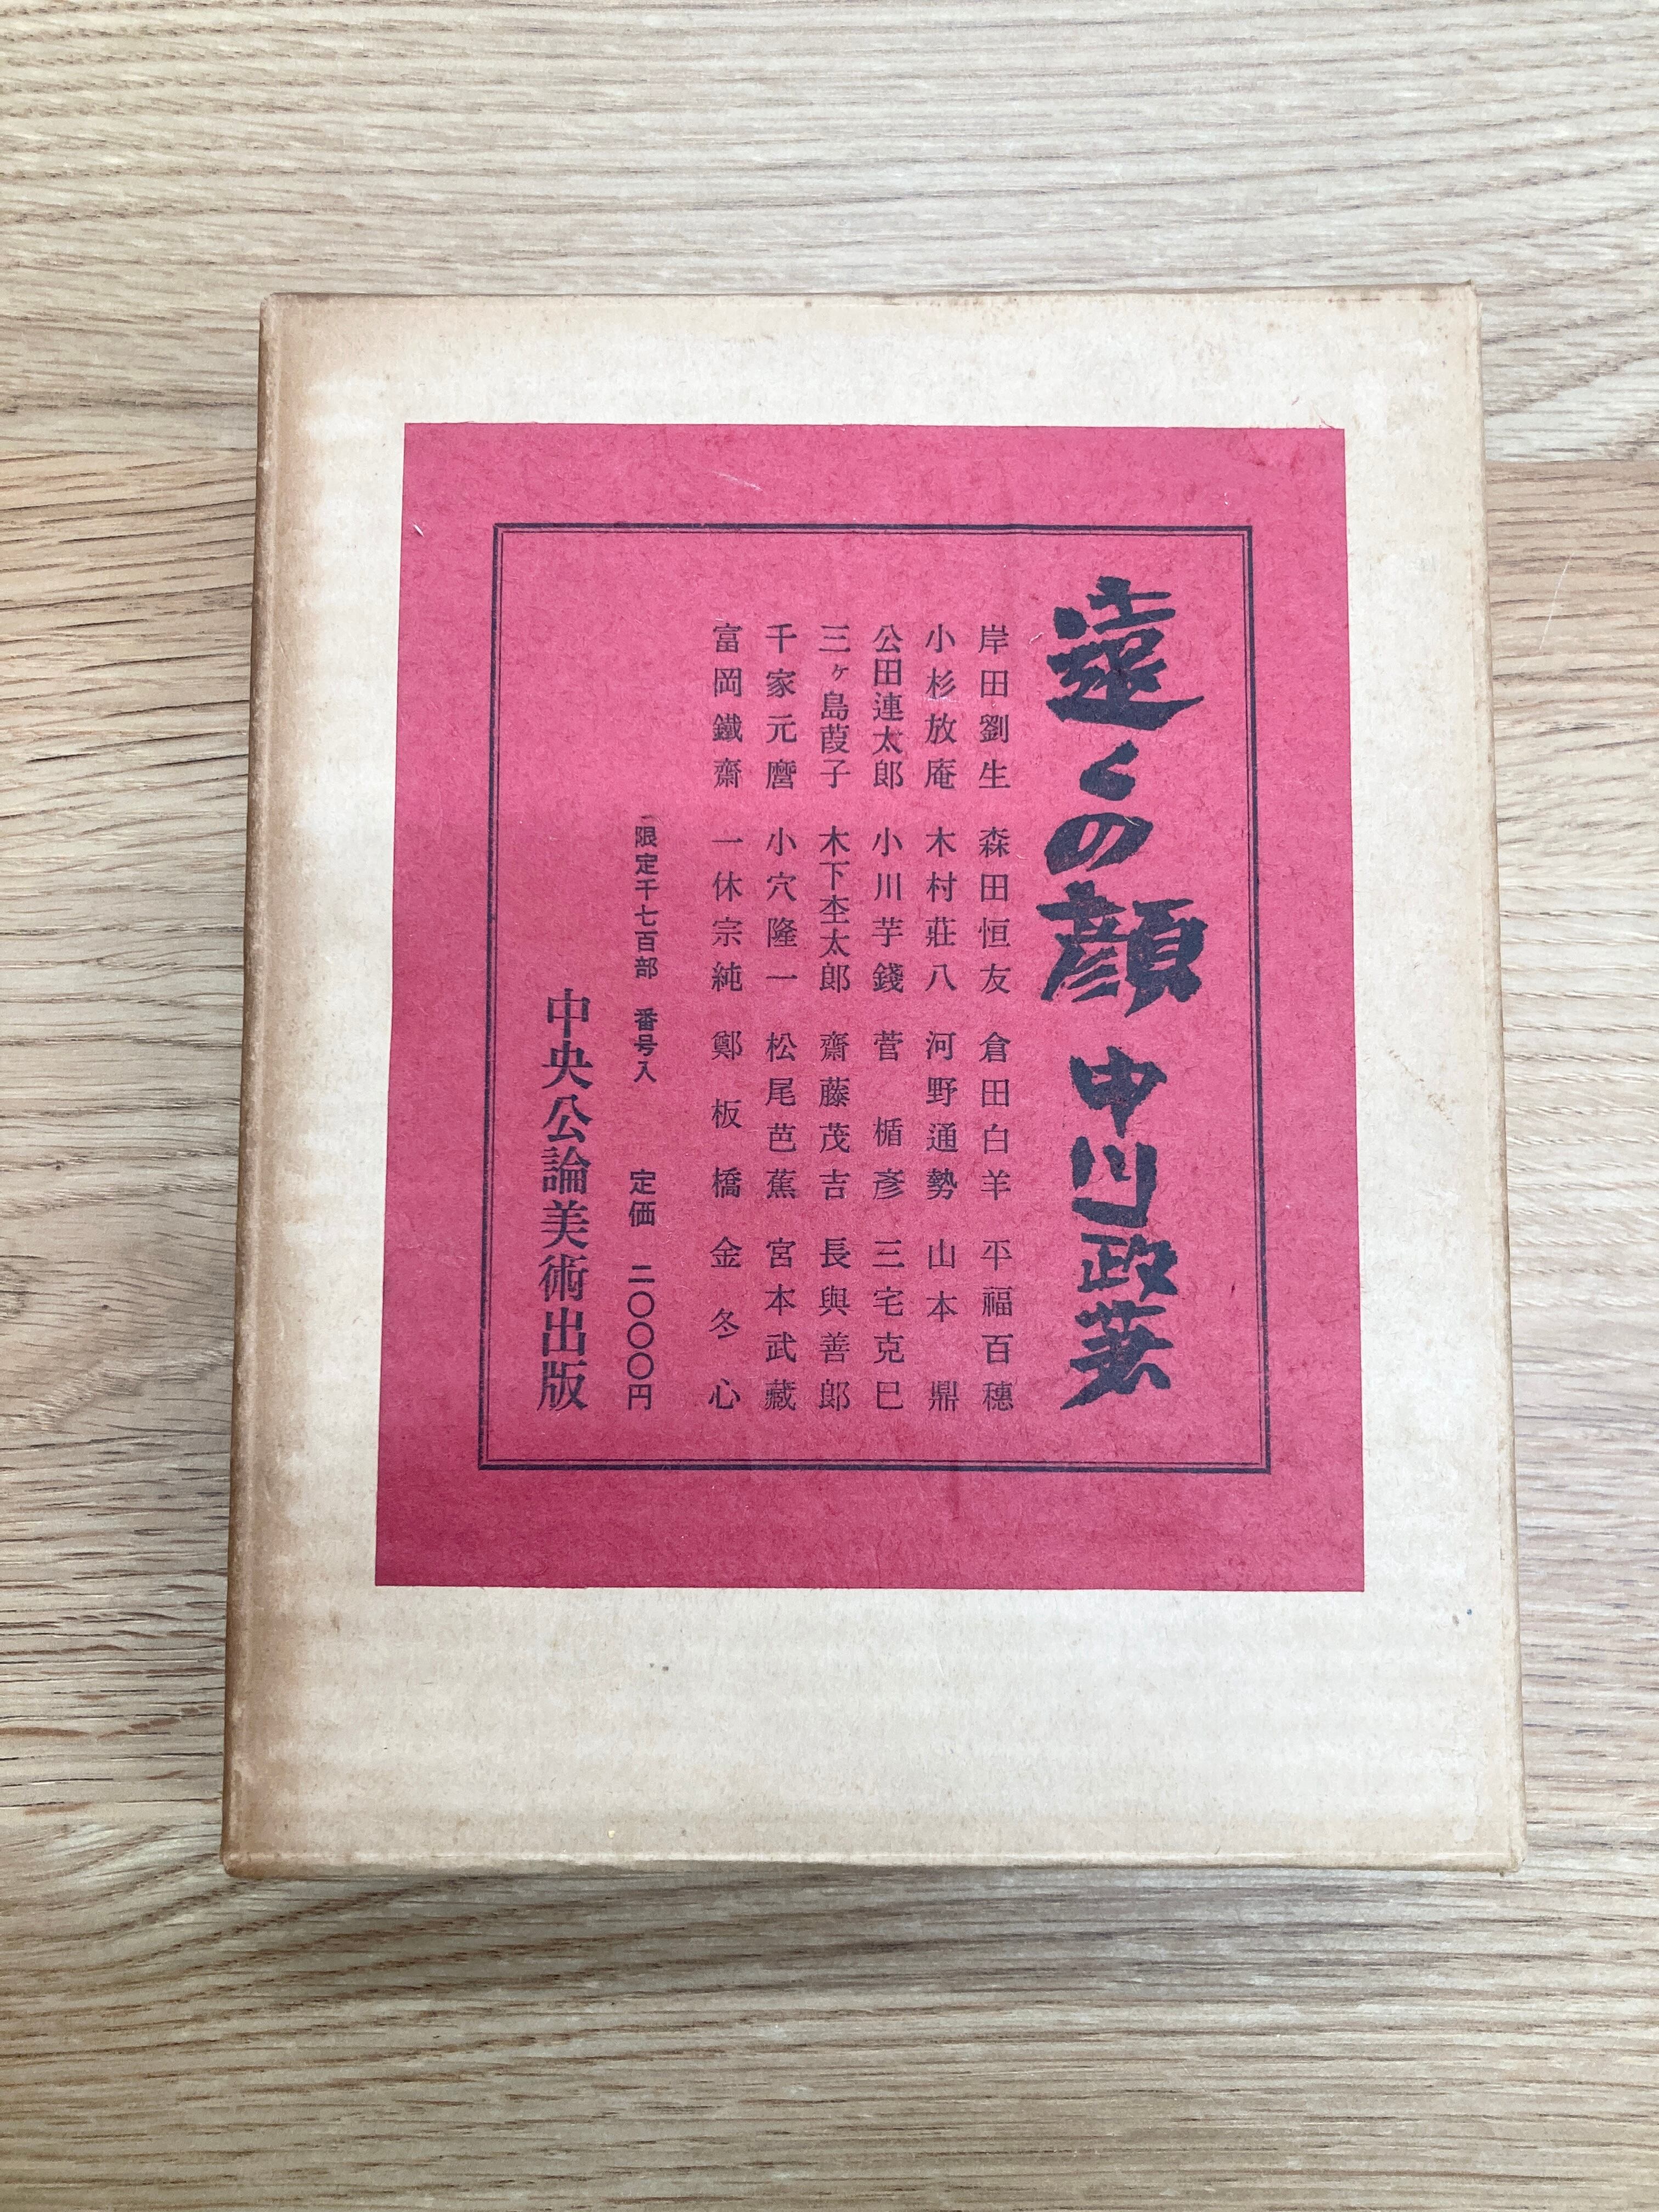 遠くの顔 中川一政著
岸田劉生 森田恒友 倉田白羊 平福百穂
小杉放庵 木村莊八 河野通勢 山本鼎
公田連太郎 小川芋錢 菅楯彦 三宅克巳
三ヶ島葭子 木下杢太郎 齋藤茂吉 長與善郎
千家元麿 小穴隆一 松尾芭蕉 宮本武藏
富岡鐵齋 一休宗純 鄭板橋 金冬心
限定千七百部 番号入 定価 二〇〇〇円
中央公論美術出版